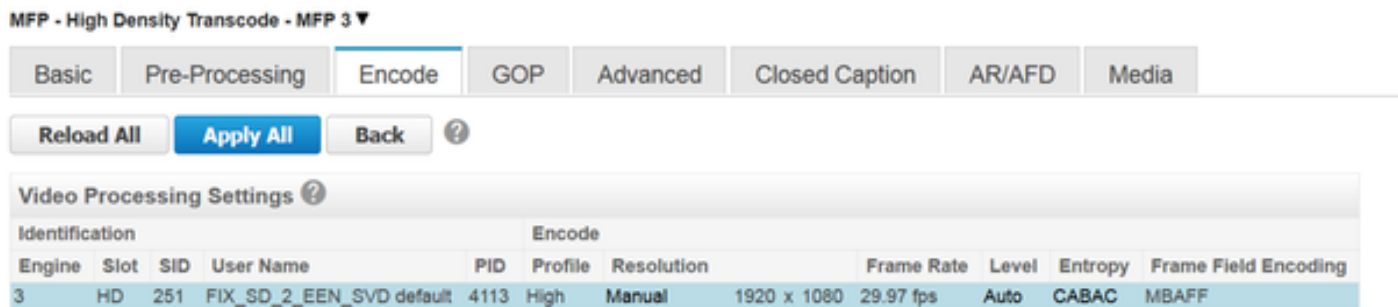 MFP - High Density Transcode - MFP 3▼
Basic Pre-Processing Encode GOP Advanced Closed Caption AR/AFD Media
Reload All Apply All Back ?
Video Processing Settings ?
Identification Encode
Engine Slot SID User Name PID Profile Resolution Frame Rate Level Entropy Frame Field Encoding
3 HD 251 FIX_SD_2_EEN_SVD default 4113 High Manual 1920 x 1080 29.97 fps Auto CABAC MBAFF